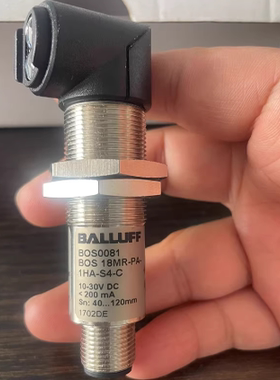 BALLUFF
BOS0081
BOS 18MR-PA-
1HA-S4-C
10-30V DC
< 200 mA
Sn: 40...120mm
1702DE